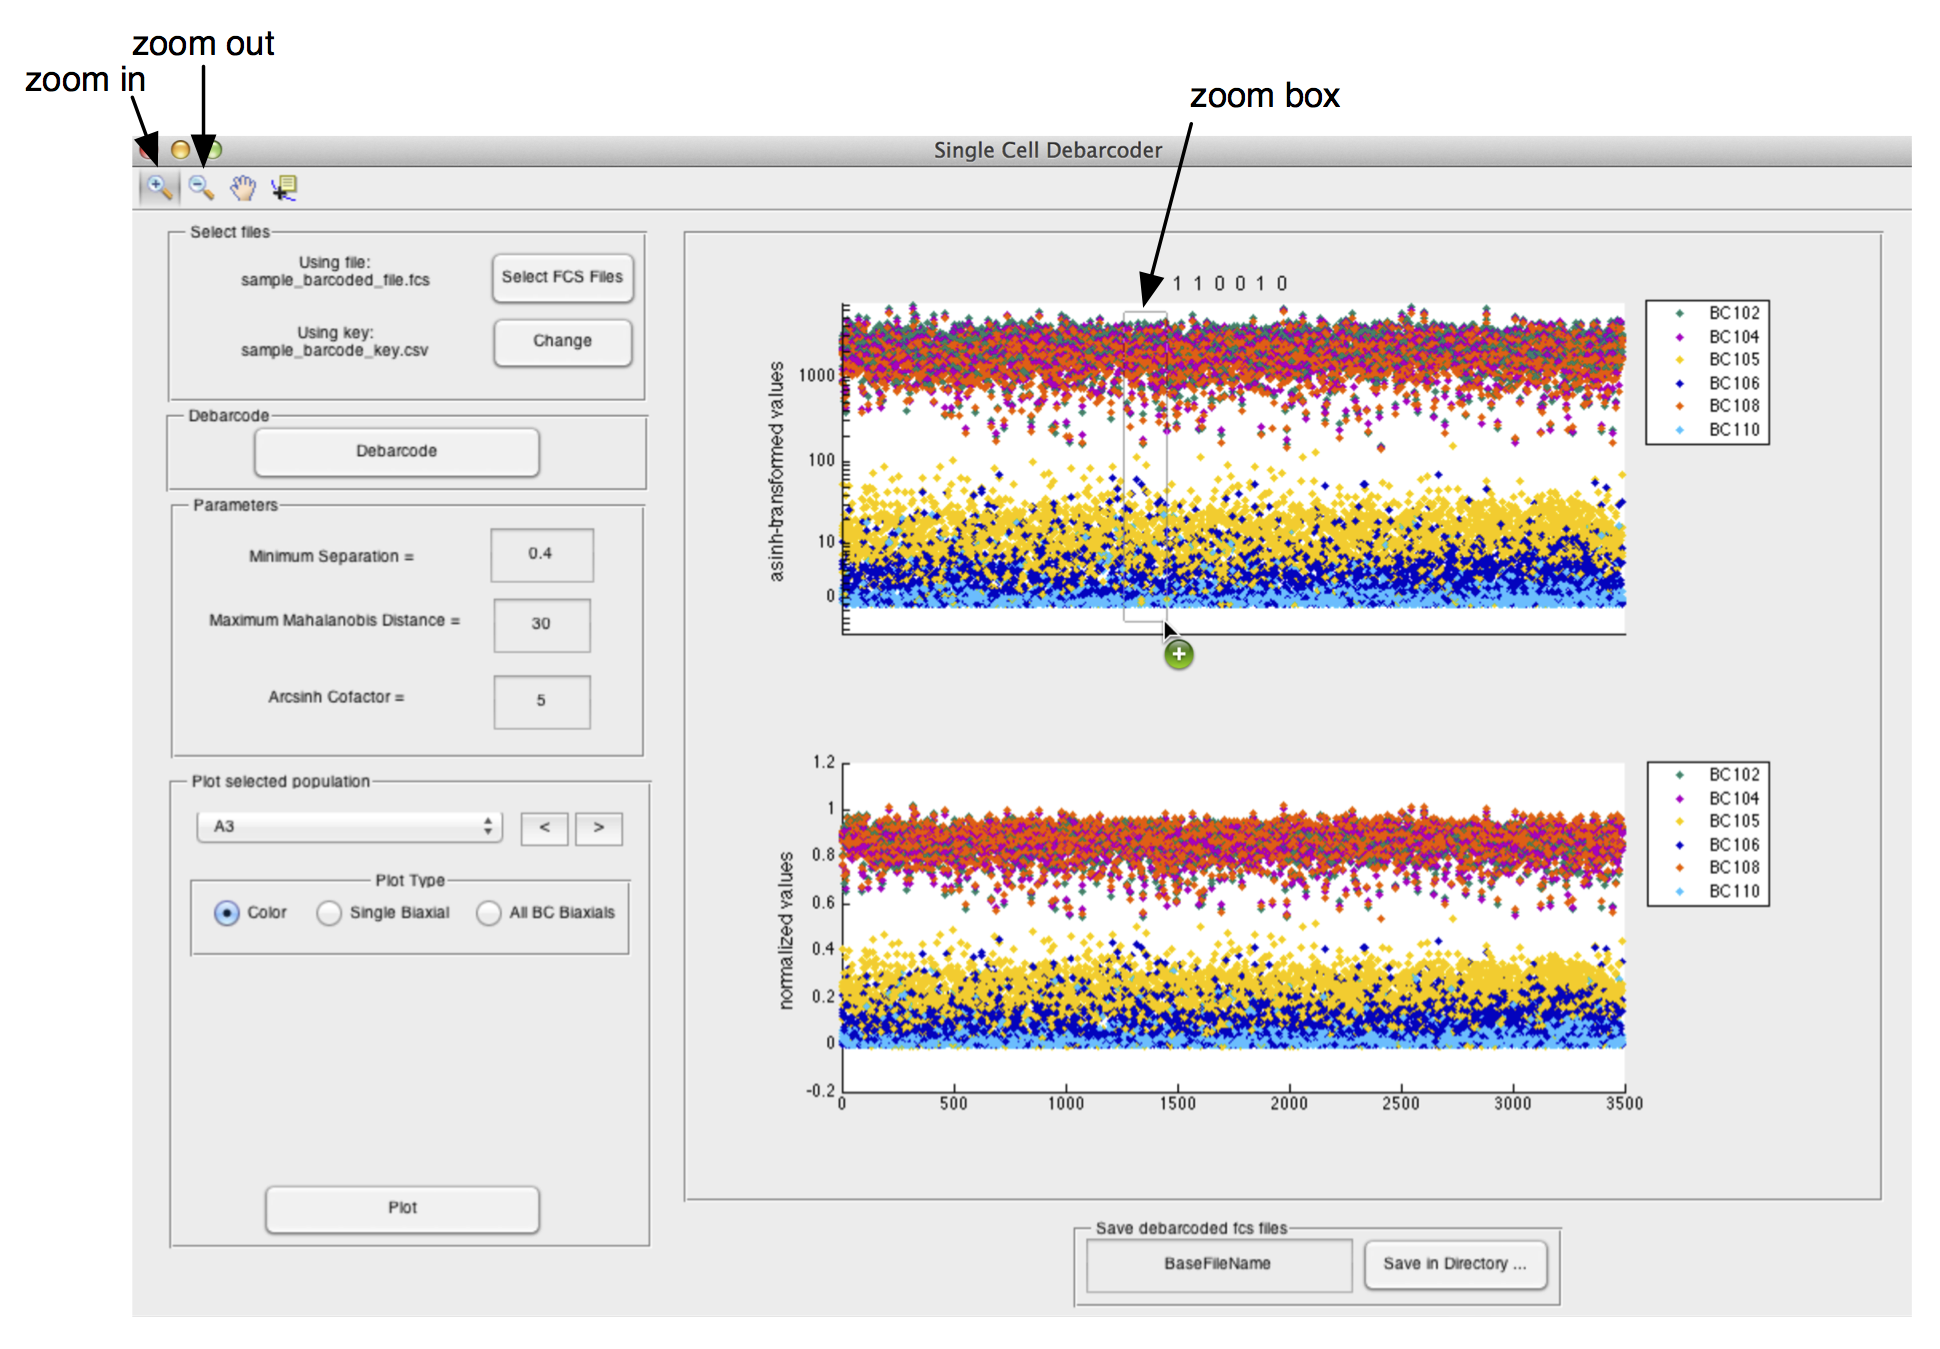 zoom out
zoom in
zoom box
Single Cell Debarcoder
Select files
Using file:
sample_barcoded_file.fcs
Select FCS Files
Using key:
sample_barcode_key.csv
Change
Debarcode
Debarcode
Parameters
Minimum Separation =
0.4
Maximum Mahalanobis Distance =
30
Arcsinh Cofactor =
5
Plot selected population
A3
<
>
Plot Type
Color
Single Biaxial
All BC Biaxials
Plot
1 1 0 0 1 0
asinh-transformed values
1000
100
10
0
BC102
BC104
BC105
BC106
BC108
BC110
normalized values
1.2
1
0.8
0.6
0.4
0.2
0
-0.2
0 500 1000 1500 2000 2500 3000 3500
BC102
BC104
BC105
BC106
BC108
BC110
Save debarcoded fcs files
BaseFileName
Save in Directory ...